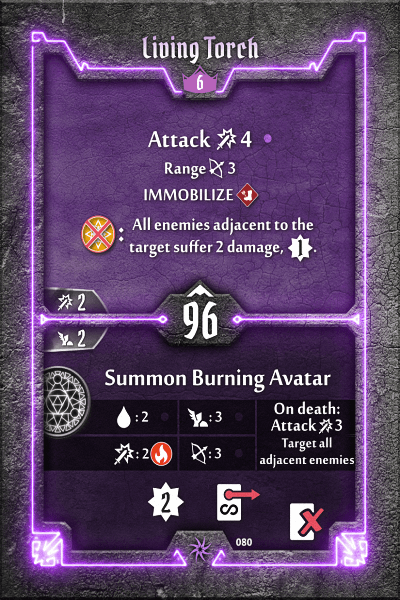 Living Torch
6
Attack 4
Range 3
IMMOBILIZE
: All enemies adjacent to the
target suffer 2 damage, 1.
2
96
2
Summon Burning Avatar
: 2 : 3
: 2 : 3
On death:
Attack 3
Target all
adjacent enemies
2
080